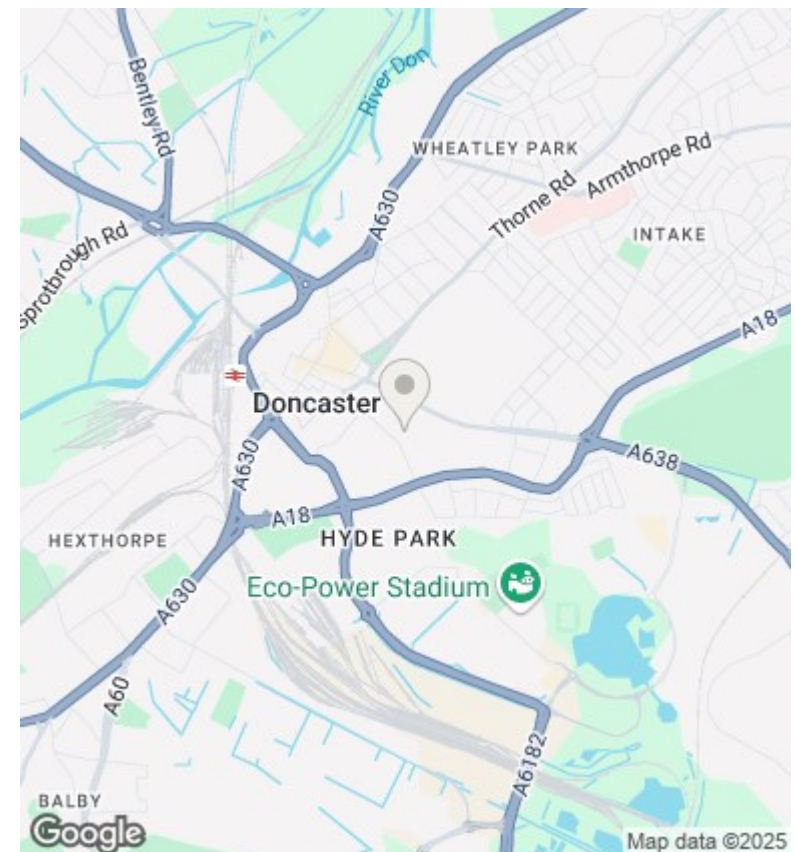 Bentley Rd
River Don
WHEATLEY PARK
Armthorpe Rd
Thorne Rd
A630
INTAKE
Sprotbrough Rd
A18
Doncaster
A630
A638
A18
HEXTHORPE
HYDE PARK
Eco-Power Stadium
A630
A60
A6182
BALBY
Google
Map data ©2025